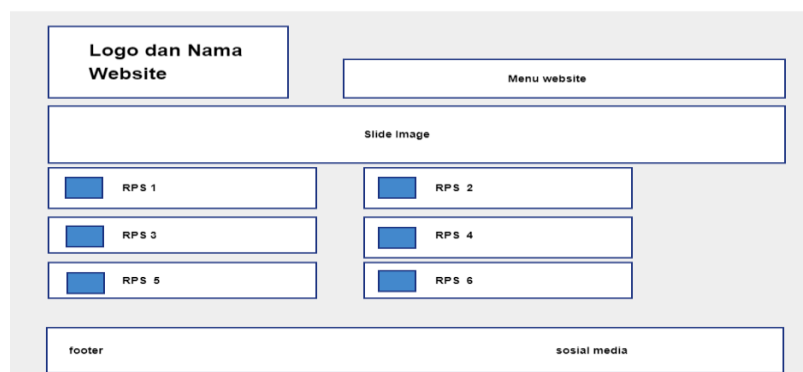 Logo dan Nama
Website
Menu website
Slide Image
RPS 1
RPS 2
RPS 3
RPS 4
RPS 5
RPS 6
footer
sosial media